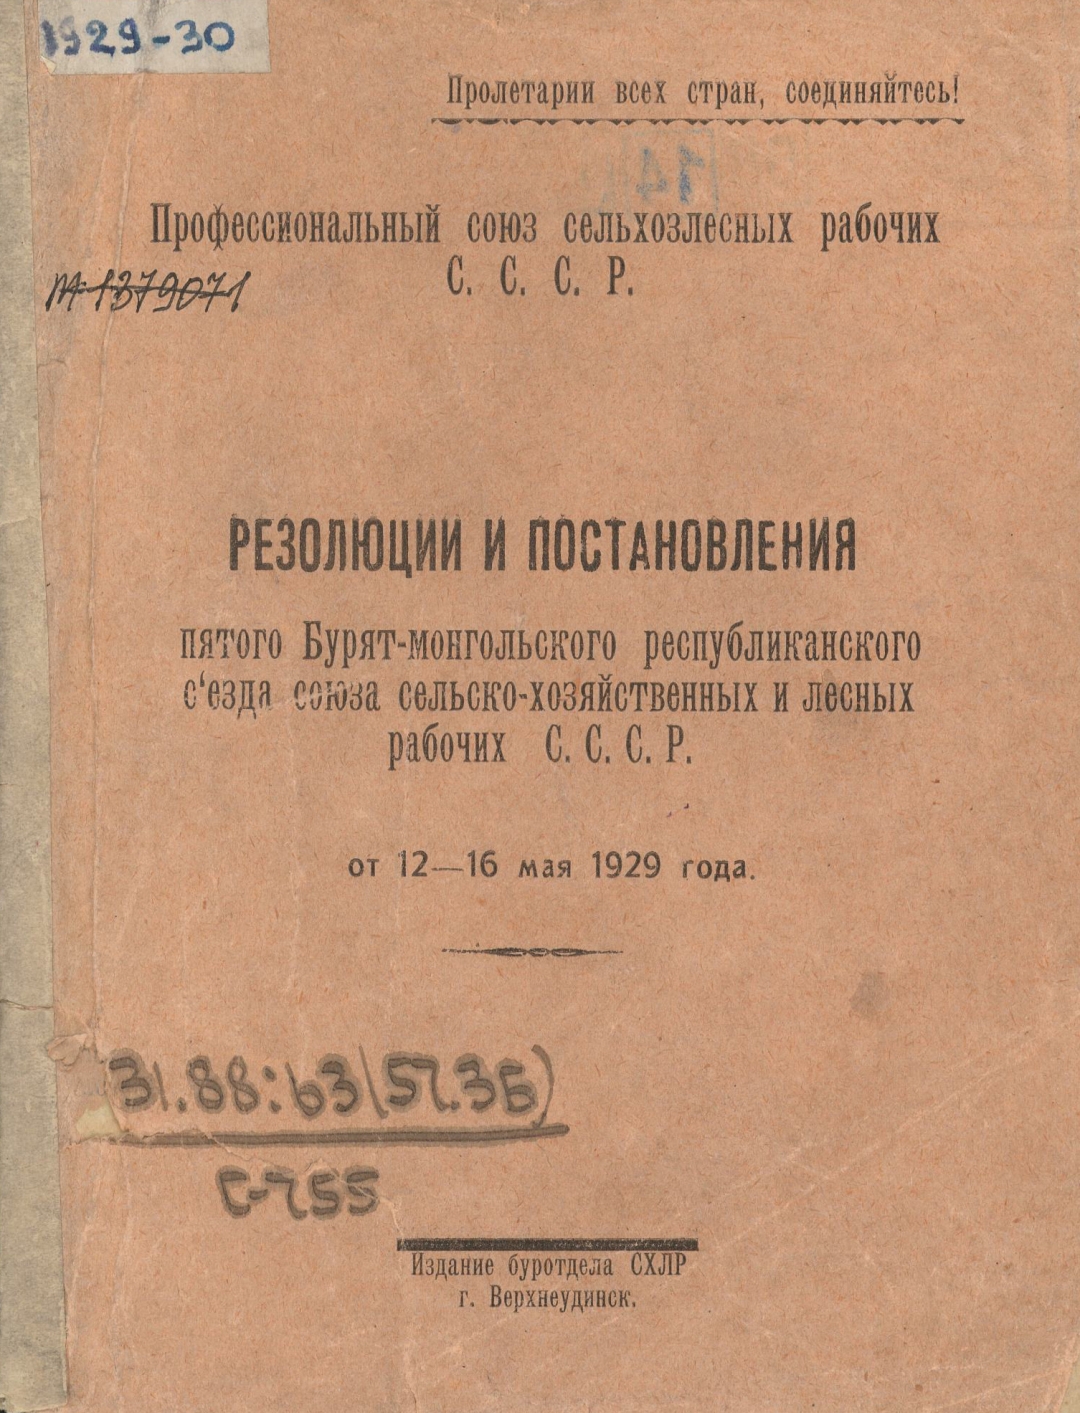 1929-30
Пролетарии всех стран, соединяйтесь!
14
Профессиональный союз сельхозлесных рабочих
С. С. С. Р.
м-1379071
РЕЗОЛЮЦИИ И ПОСТАНОВЛЕНИЯ
пятого Бурят-монгольского республиканского
с‘езда союза сельско-хозяйственных и лесных
рабочих С. С. С. Р.
от 12—16 мая 1929 года.
31.88:63(57.36)
С-755
Издание буротдела СХЛР
г. Верхнеудинск.